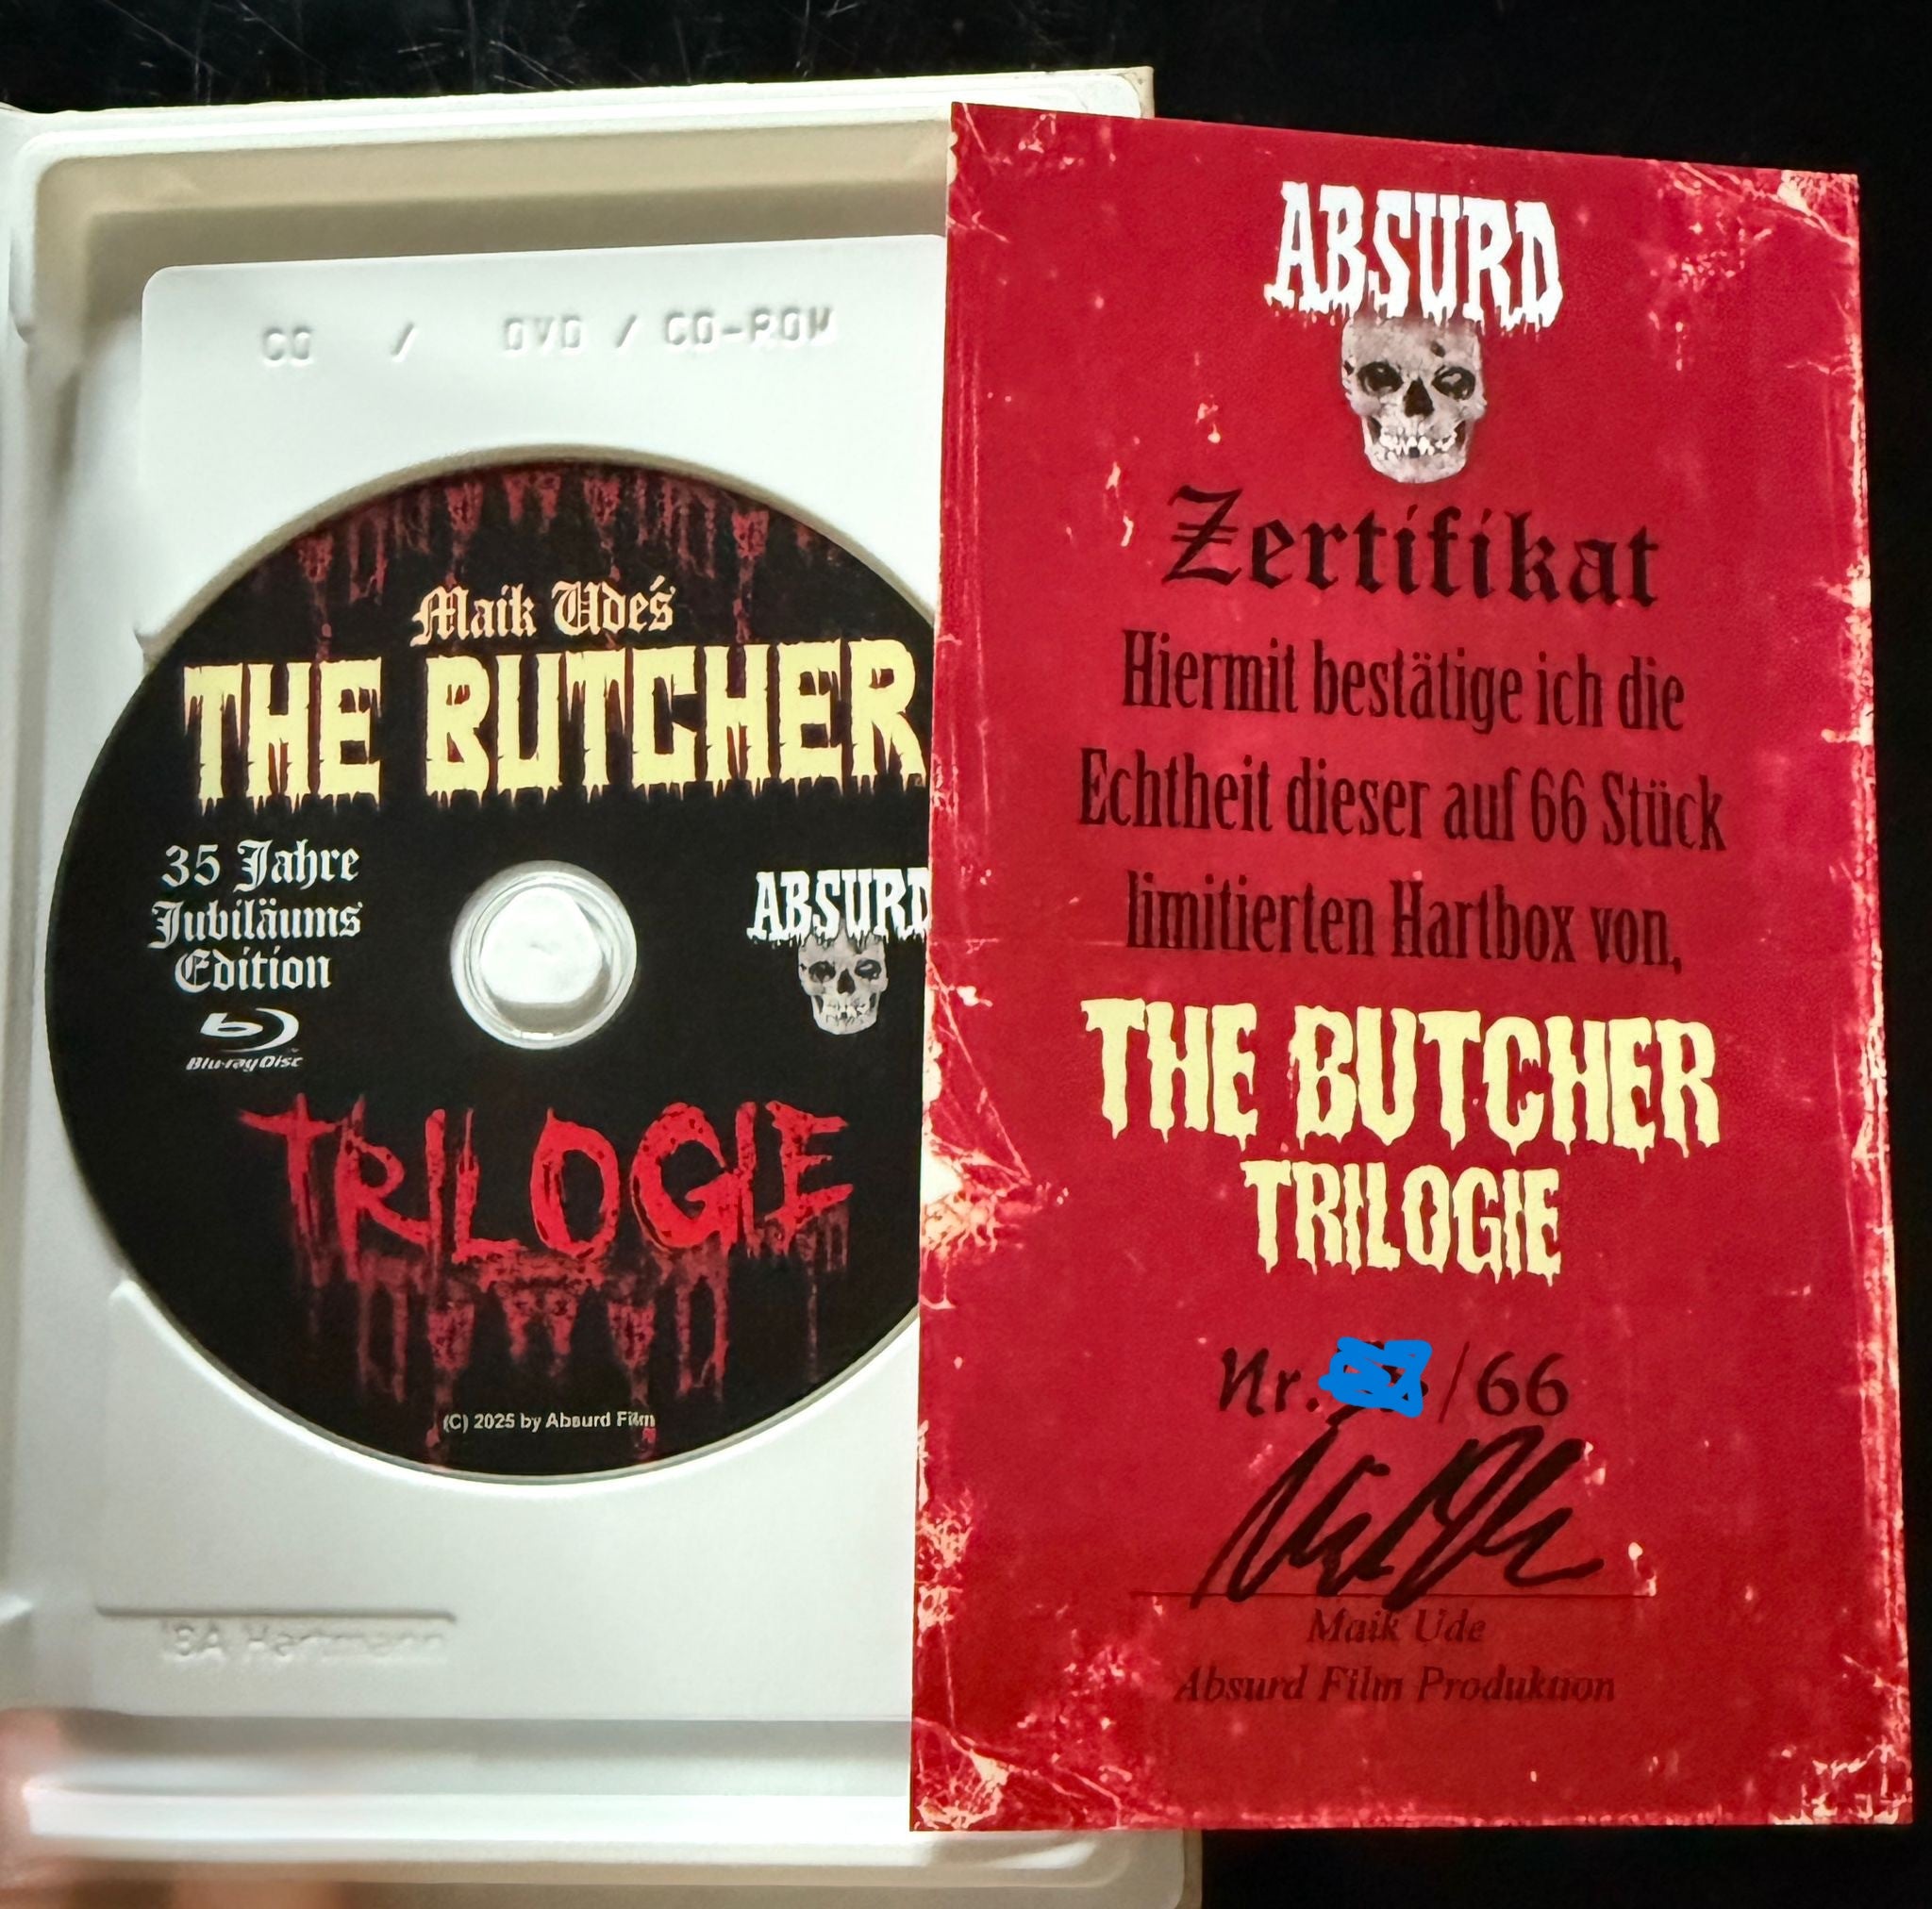 CD / DVD / CD-ROM
Maik Ude's
THE BUTCHER
35 Jahre
Jubiläums
Edition
Blu-ray Disc
ABSURD
TRILOGIE
(C) 2025 by Absurd Film
ABSURD
Zertifikat
Hiermit bestätige ich die
Echtheit dieser auf 66 Stück
limitierten Hartbox von,
THE BUTCHER
TRILOGIE
Nr. /66
Maik Ude
Absurd Film Produktion